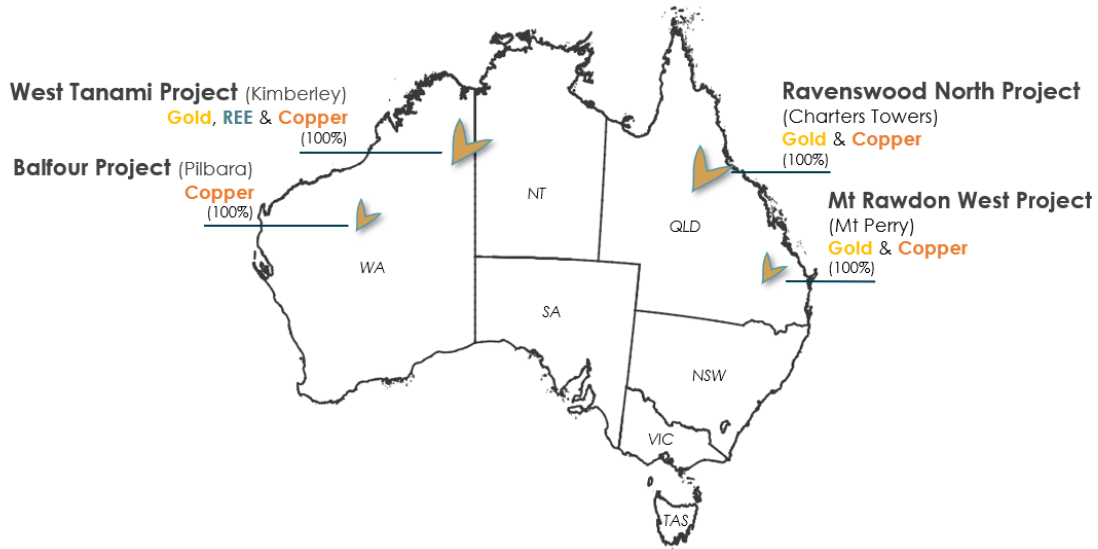 West Tanami Project (Kimberley)
Gold, REE & Copper
(100%)
Balfour Project (Pilbara)
Copper
(100%)
Ravenswood North Project
(Charters Towers)
Gold & Copper
(100%)
Mt Rawdon West Project
(Mt Perry)
Gold & Copper
(100%)
NT
QLD
WA
SA
NSW
VIC
TAS